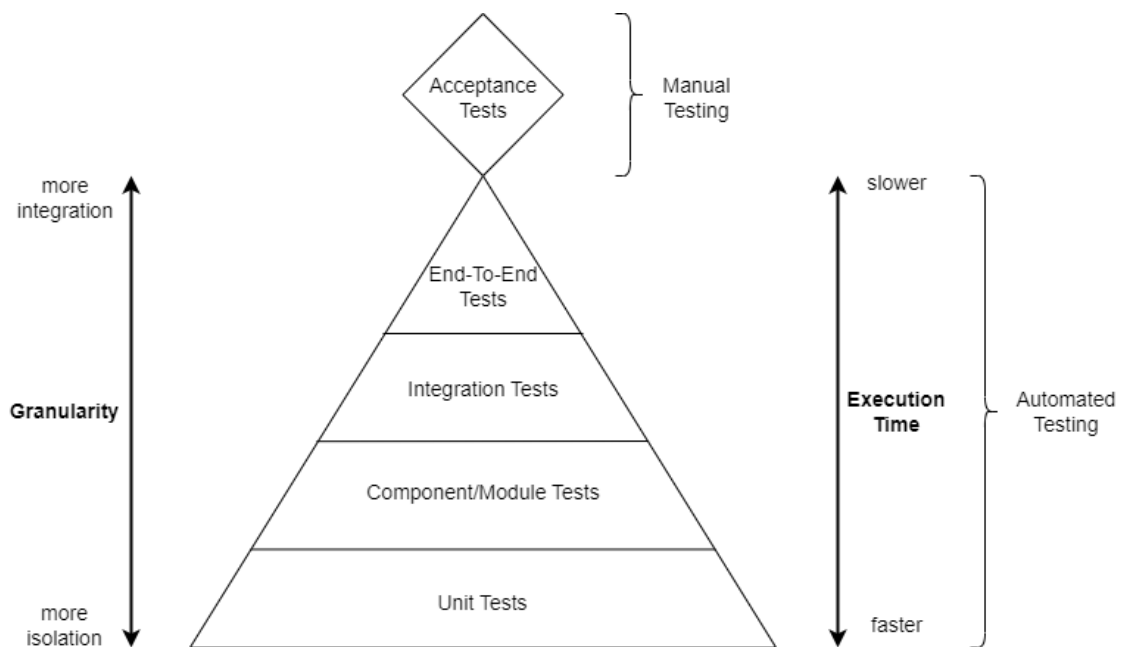 Acceptance
Tests
Manual
Testing
more
integration
slower
End-To-End
Tests
Integration Tests
Granularity
Execution
Time
Automated
Testing
Component/Module Tests
Unit Tests
more
isolation
faster